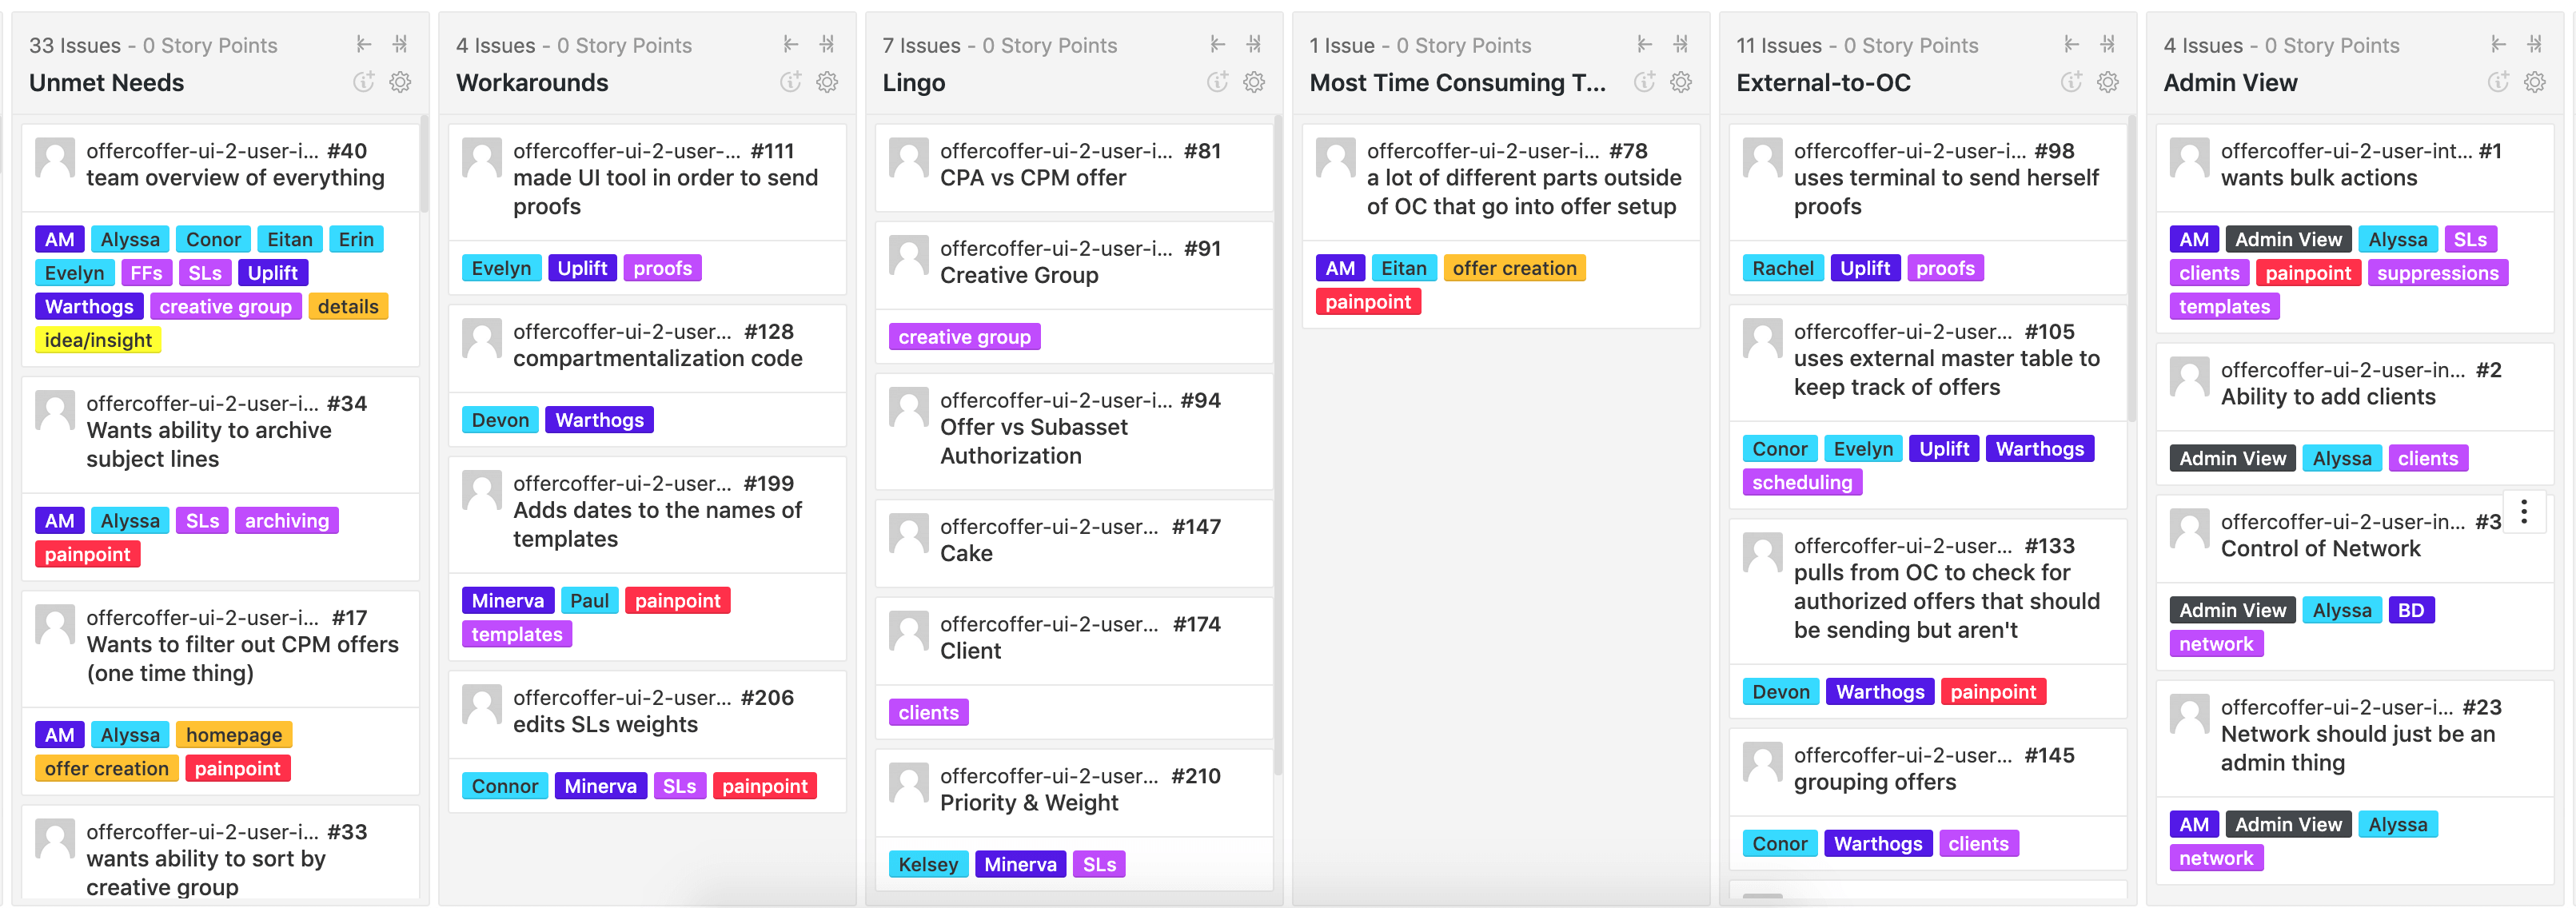 33 Issues - 0 Story Points
Unmet Needs
offercoffer-ui-2-user-i... #40
team overview of everything
AM Alyssa Conor Eitan Erin
Evelyn FFs SLs Uplift
Warthogs creative group details
idea/insight
offercoffer-ui-2-user-i... #34
Wants ability to archive
subject lines
AM Alyssa SLs archiving
painpoint
offercoffer-ui-2-user-i... #17
Wants to filter out CPM offers
(one time thing)
AM Alyssa homepage
offer creation painpoint
offercoffer-ui-2-user-i... #33
wants ability to sort by
creative group
4 Issues - 0 Story Points
Workarounds
offercoffer-ui-2-user-... #111
made UI tool in order to send
proofs
Evelyn Uplift proofs
offercoffer-ui-2-user... #128
compartmentalization code
Devon Warthogs
offercoffer-ui-2-user... #199
Adds dates to the names of
templates
Minerva Paul painpoint
templates
offercoffer-ui-2-user... #206
edits SLs weights
Connor Minerva SLs painpoint
7 Issues - 0 Story Points
Lingo
offercoffer-ui-2-user-i... #81
CPA vs CPM offer
offercoffer-ui-2-user-i... #91
Creative Group
creative group
offercoffer-ui-2-user-i... #94
Offer vs Subasset
Authorization
offercoffer-ui-2-user... #147
Cake
offercoffer-ui-2-user... #174
Client
clients
offercoffer-ui-2-user... #210
Priority & Weight
Kelsey Minerva SLs
1 Issue - 0 Story Points
Most Time Consuming T...
offercoffer-ui-2-user-i... #78
a lot of different parts outside
of OC that go into offer setup
AM Eitan offer creation
painpoint
11 Issues - 0 Story Points
External-to-OC
offercoffer-ui-2-user-i... #98
uses terminal to send herself
proofs
Rachel Uplift proofs
offercoffer-ui-2-user... #105
uses external master table to
keep track of offers
Conor Evelyn Uplift Warthogs
scheduling
offercoffer-ui-2-user... #133
pulls from OC to check for
authorized offers that should
be sending but aren't
Devon Warthogs painpoint
offercoffer-ui-2-user... #145
grouping offers
Conor Warthogs clients
4 Issues - 0 Story Points
Admin View
offercoffer-ui-2-user-int... #1
wants bulk actions
AM Admin View Alyssa SLs
clients painpoint suppressions
templates
offercoffer-ui-2-user-in... #2
Ability to add clients
Admin View Alyssa clients
offercoffer-ui-2-user-in... #3
Control of Network
Admin View Alyssa BD
network
offercoffer-ui-2-user-i... #23
Network should just be an
admin thing
AM Admin View Alyssa
network